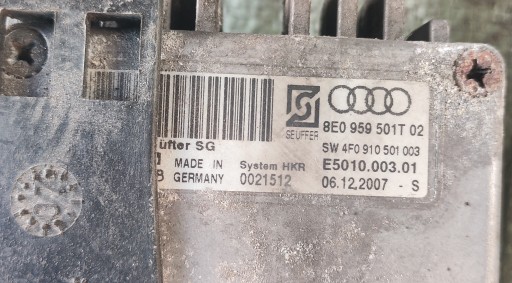 SEUFFER
8E0 959 501T 02
üfter SG
SW 4F0 910 501 003
MADE IN
System HKR
E5010.003.01
B GERMANY
0021512
06.12.2007 - S